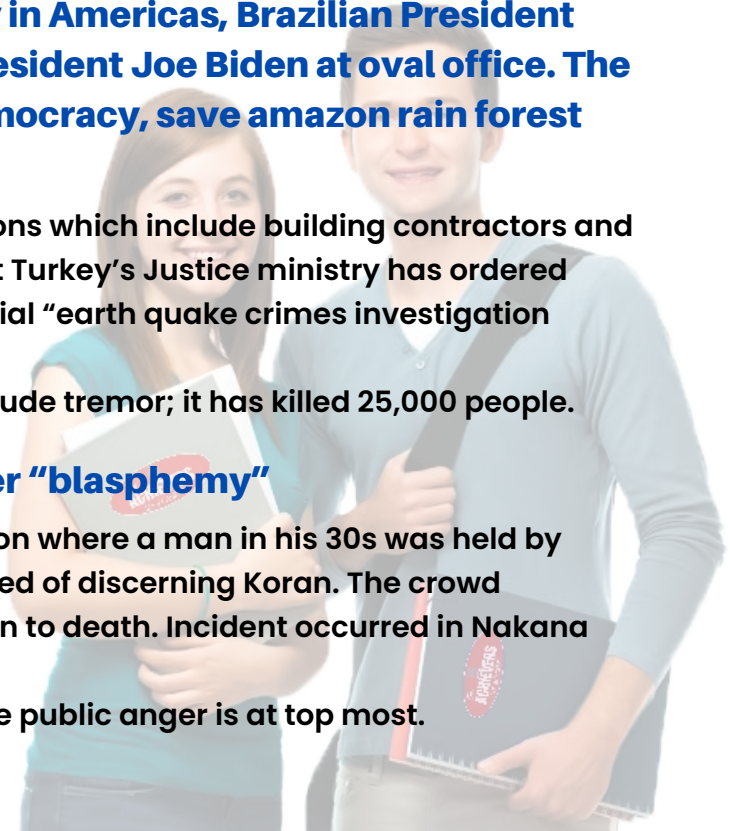 in Americas, Brazilian President
esident Joe Biden at oval office. The
mocracy, save amazon rain forest
ons which include building contractors and
t Turkey’s Justice ministry has ordered
ial “earth quake crimes investigation
ude tremor; it has killed 25,000 people.
er “blasphemy”
on where a man in his 30s was held by
ed of discerning Koran. The crowd
n to death. Incident occurred in Nakana
e public anger is at top most.
ACHIEVERS
ACHIEVERS